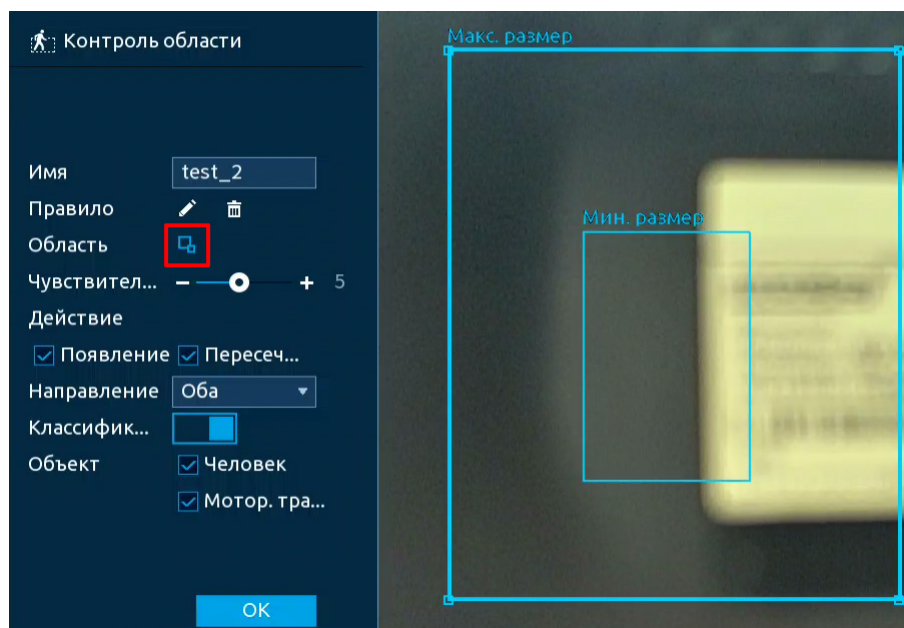 Контроль области
Макс. размер
Имя
test_2
Правило
Мин. размер
Область
Чувствител...
5
Действие
Появление
Пересеч...
Направление
Оба
Классифик...
Объект
Человек
Мотор. тра...
OK